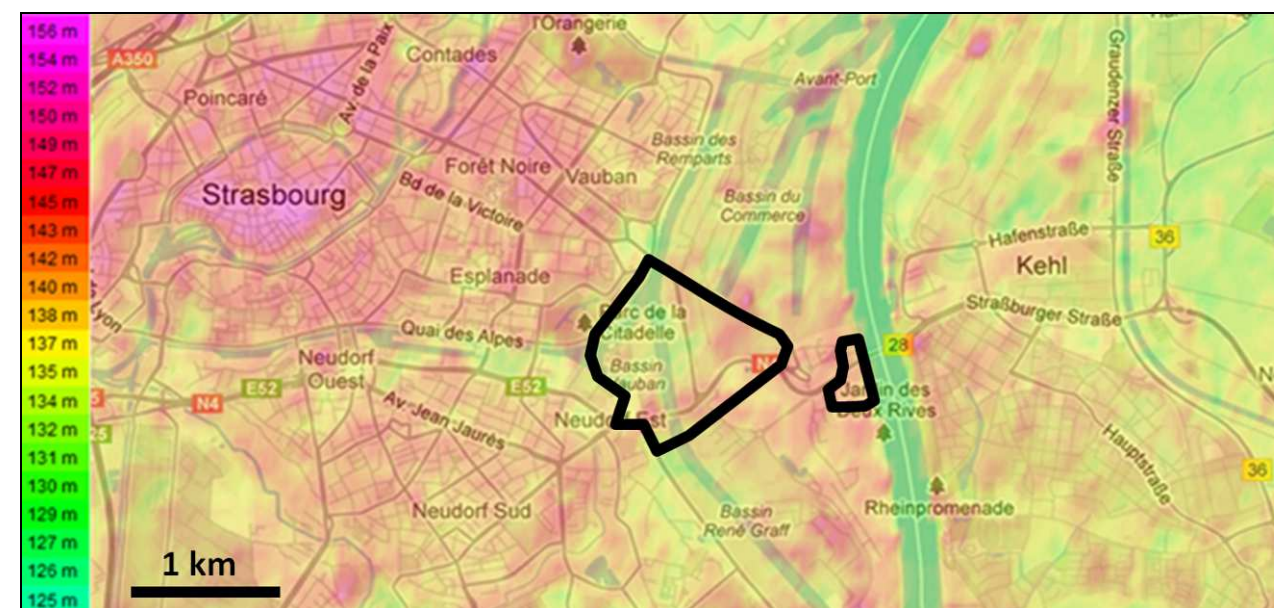 156 m
154 m
152 m
150 m
149 m
147 m
145 m
143 m
142 m
140 m
138 m
137 m
135 m
134 m
132 m
131 m
130 m
129 m
127 m
126 m
125 m
l'Orangerie
A350
Contades
Av. de la Paix
Poincaré
Avant-Port
Graudenzer Straße
Bassin des
Remparts
Forêt Noire
Vauban
Strasbourg
Bd de la Victoire
Bassin du
Commerce
Hafenstraße
36
Kehl
Esplanade
Straßburger Straße
Lyon
Parc de la
Citadelle
Quai des Alpes
28
Neudorf
Ouest
Bassin
Vauban
E52
E52
N4
Jardin des
Deux Rives
Av. Jean Jaurès
Neudorf Est
Hauptstraße
36
Neudorf Sud
Bassin
René Graff
Rheinpromenade
1 km